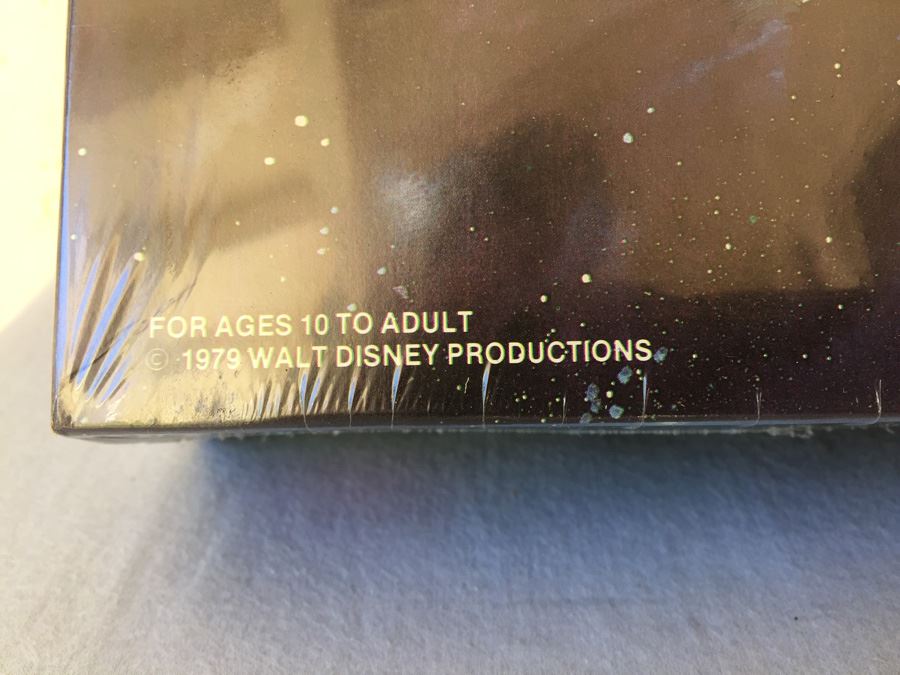 FOR AGES 10 TO ADULT
© 1979 WALT DISNEY PRODUCTIONS